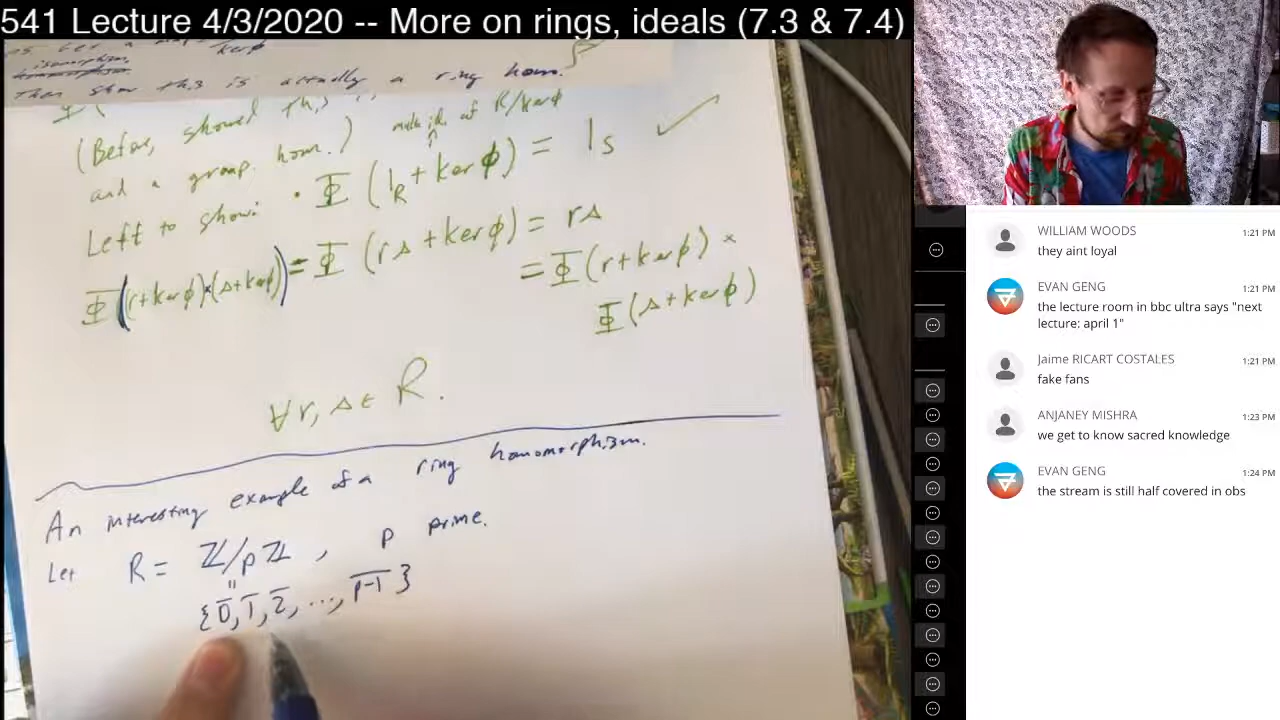 541 Lecture 4/3/2020 -- More on rings, ideals (7.3 & 7.4)
kerφ
isomorphism,
homomorphism
Then show this is actually a ring hom.
(Before, showed this
and a group hom.)
mult. id. of R/kerφ
Left to show:
· Φ (1_R + kerφ) = 1_S ✓
Φ((r+kerφ)×(s+kerφ)) = Φ (rs + kerφ) = rs
= Φ(r+kerφ) ×
Φ(s+kerφ)
∀r, s ∈ R.
An interesting example of a ring homomorphism.
Let R = ℤ/pℤ , p prime.
"
{0̅, 1̅, 2̅, ..., p̅-̅1̅}
WILLIAM WOODS 1:21 PM
they aint loyal
EVAN GENG 1:21 PM
the lecture room in bbc ultra says "next
lecture: april 1"
Jaime RICART COSTALES 1:21 PM
fake fans
ANJANEY MISHRA 1:23 PM
we get to know sacred knowledge
EVAN GENG 1:24 PM
the stream is still half covered in obs